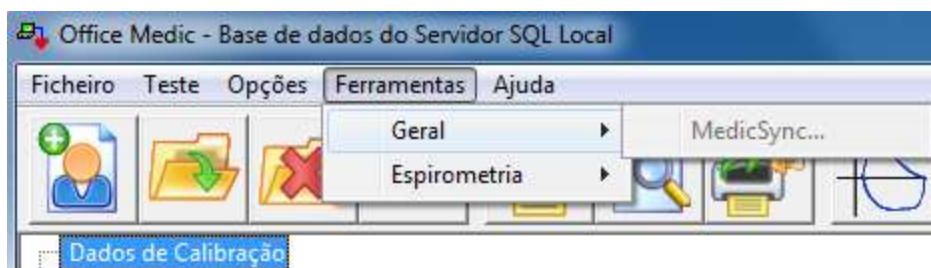 Office Medic - Base de dados do Servidor SQL Local
Ficheiro Teste Opções Ferramentas Ajuda
Geral MedicSync...
Espirometria
Dados de Calibração